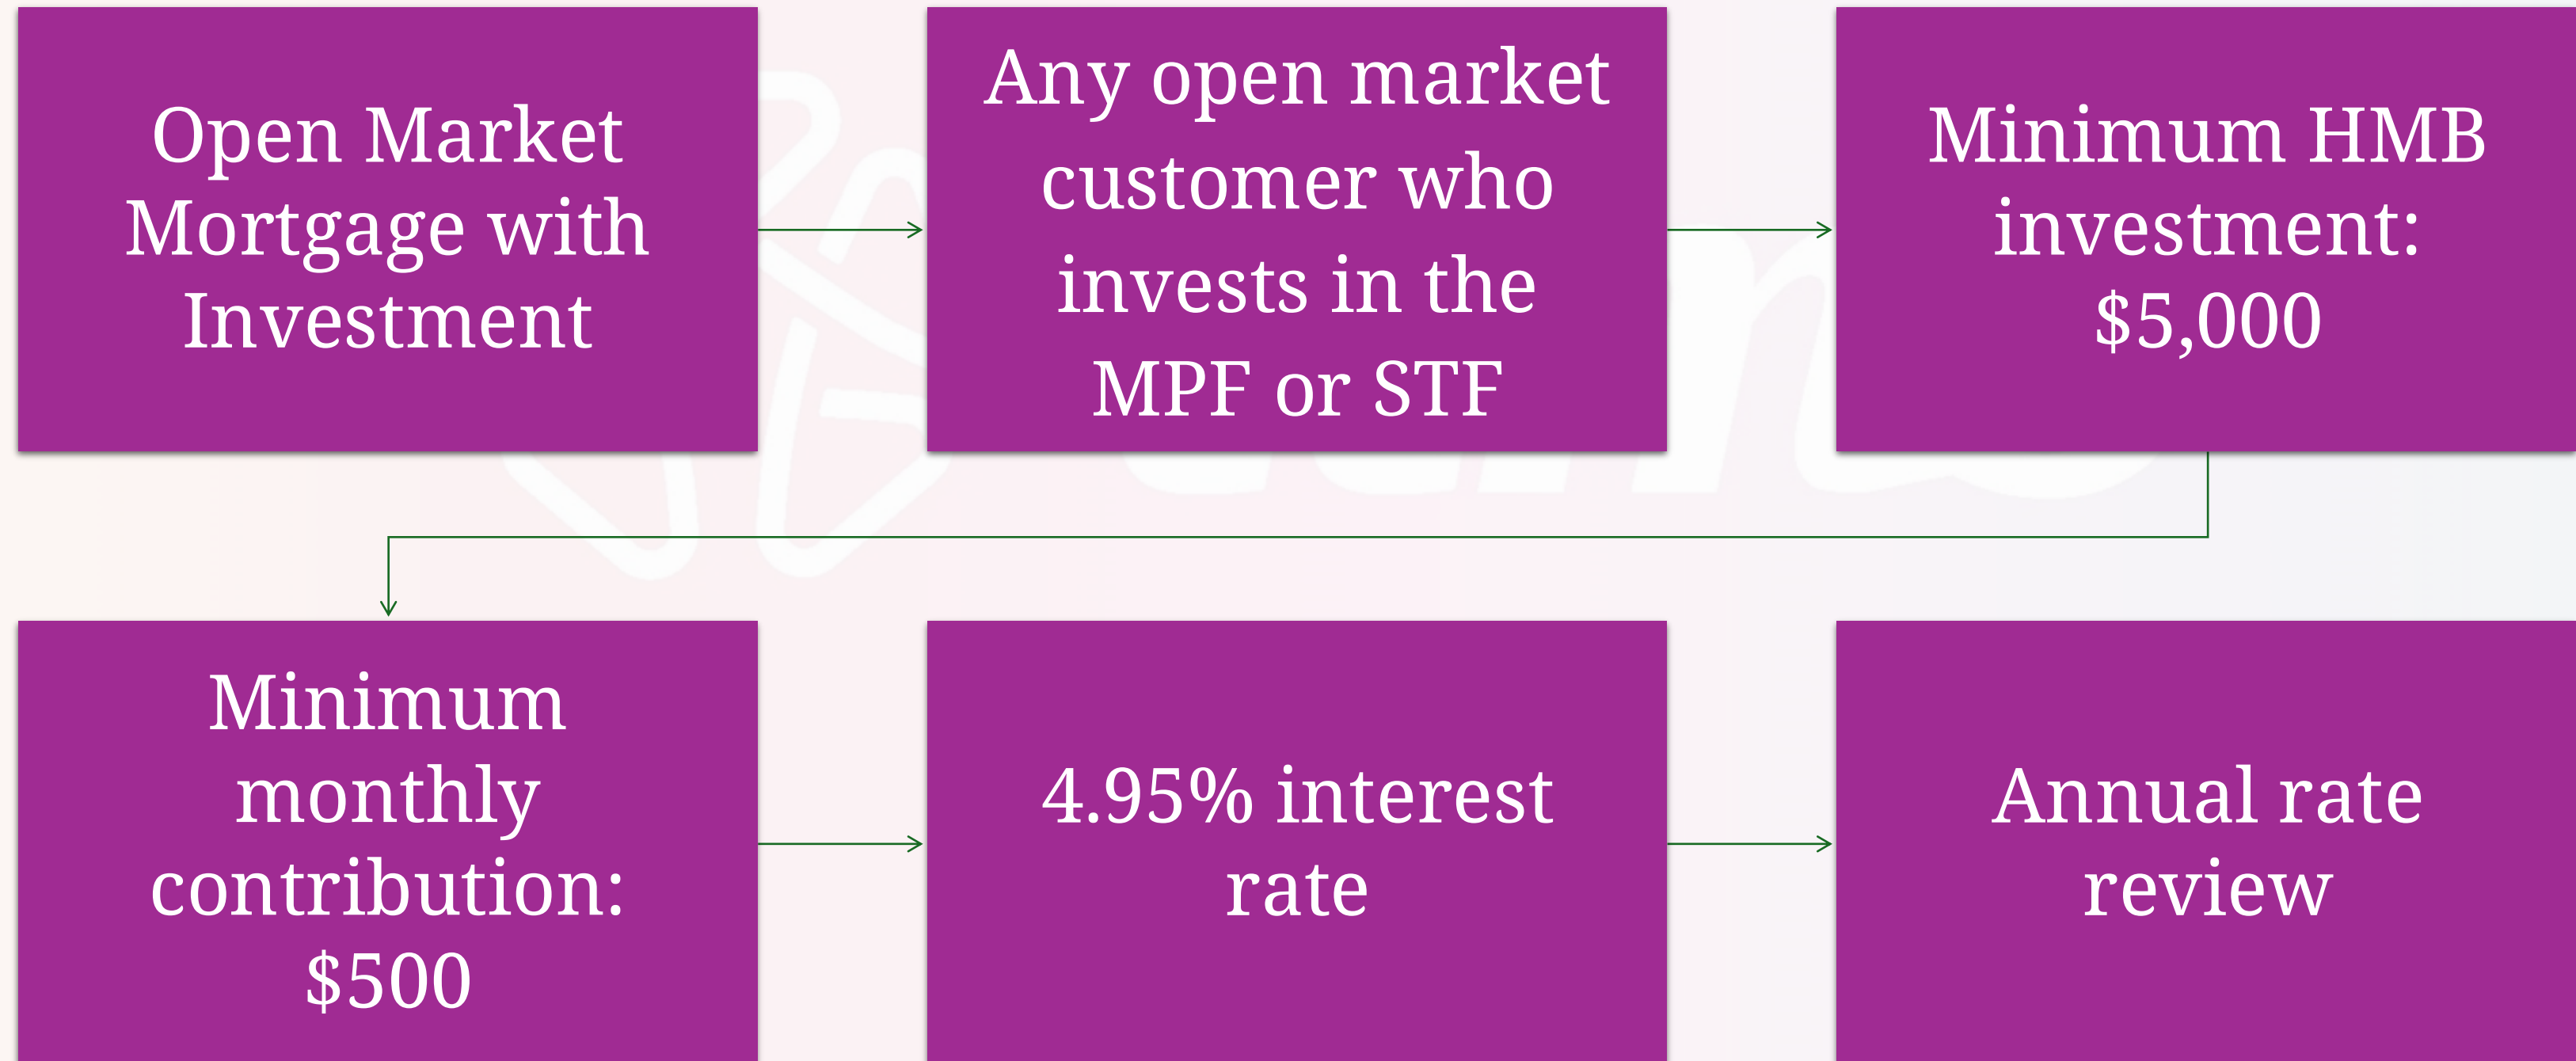 Open Market
Mortgage with
Investment
Any open market
customer who
invests in the
MPF or STF
Minimum HMB
investment:
$5,000
Minimum
monthly
contribution:
$500
4.95% interest
rate
Annual rate
review